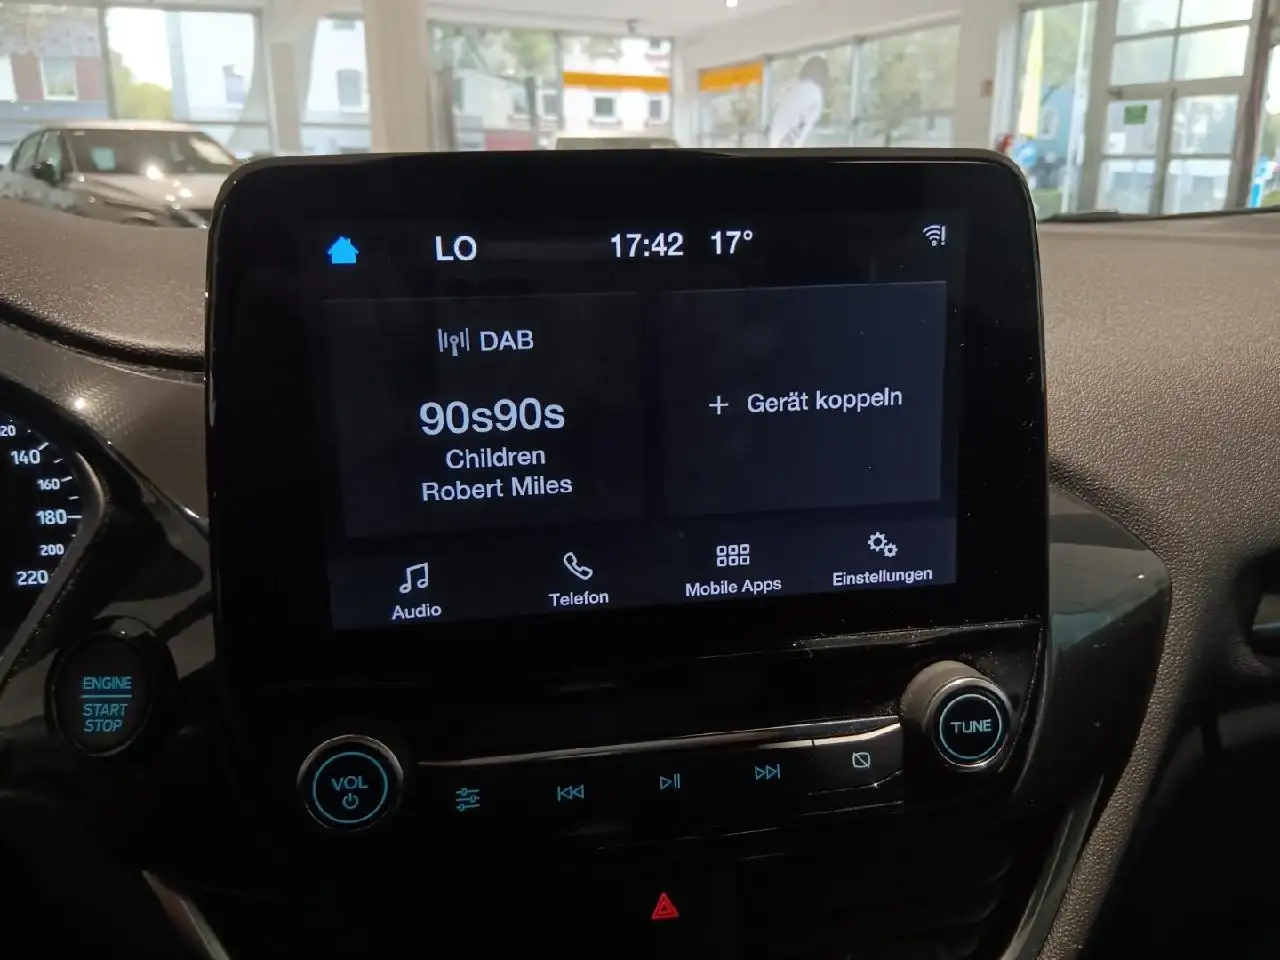 LO 17:42 17°
DAB
90s90s
Children
Robert Miles
+ Gerät koppeln
Audio
Telefon
Mobile Apps
Einstellungen
20
140
160
180
200
220
ENGINE
START
STOP
VOL
TUNE